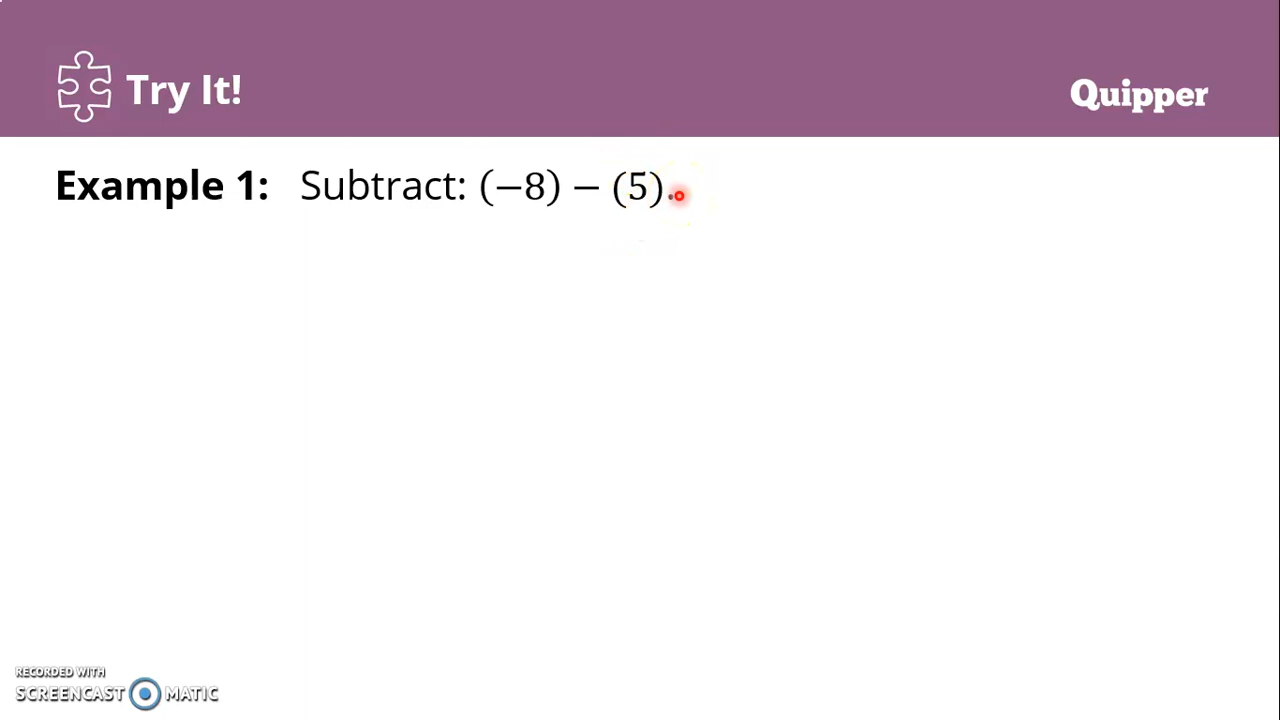 Try It!
Quipper
Example 1: Subtract: (−8) − (5).
RECORDED WITH
SCREENCAST MATIC